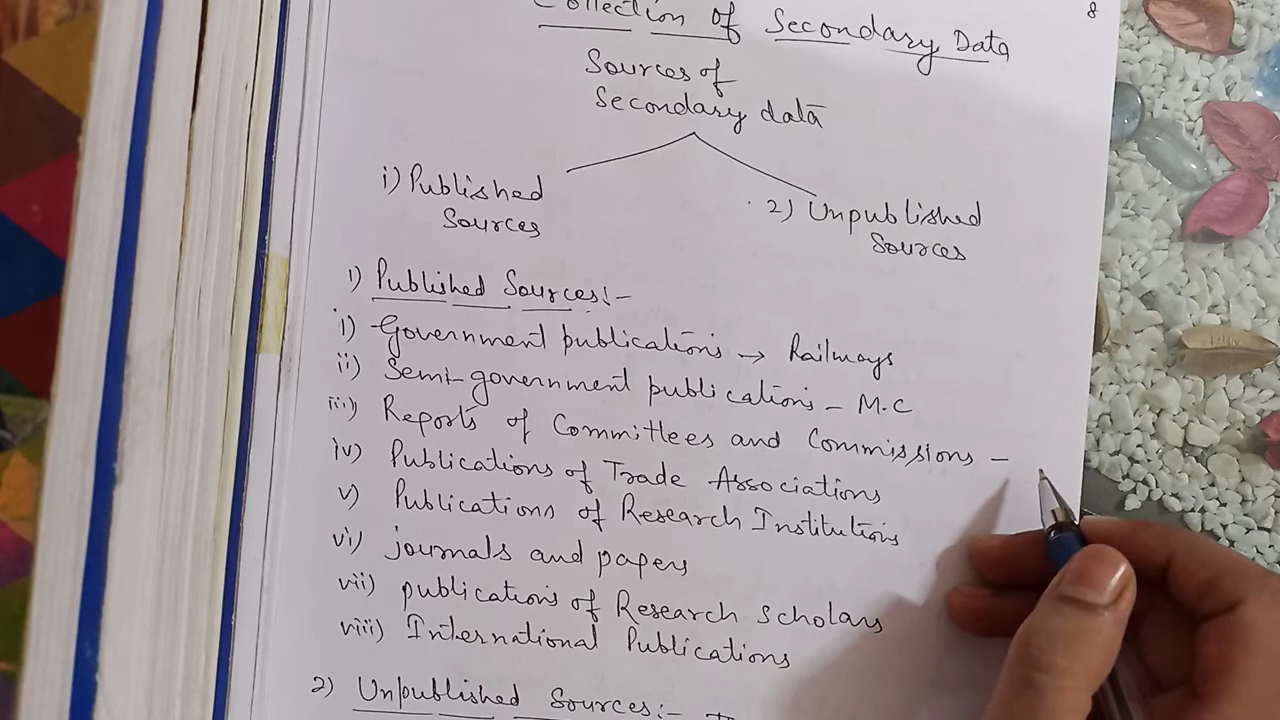 8
Collection of Secondary Data
Sources of
Secondary data
i) Published
Sources
2) Unpublished
Sources
1) Published Sources:-
i) Government publications → Railways
ii) Semi-government publications - M.C
iii) Reports of Committees and Commissions -
iv) Publications of Trade Associations
v) Publications of Research Institutions
vi) journals and papers
vii) publications of Research scholars
viii) International Publications
2) Unpublished Sources:-